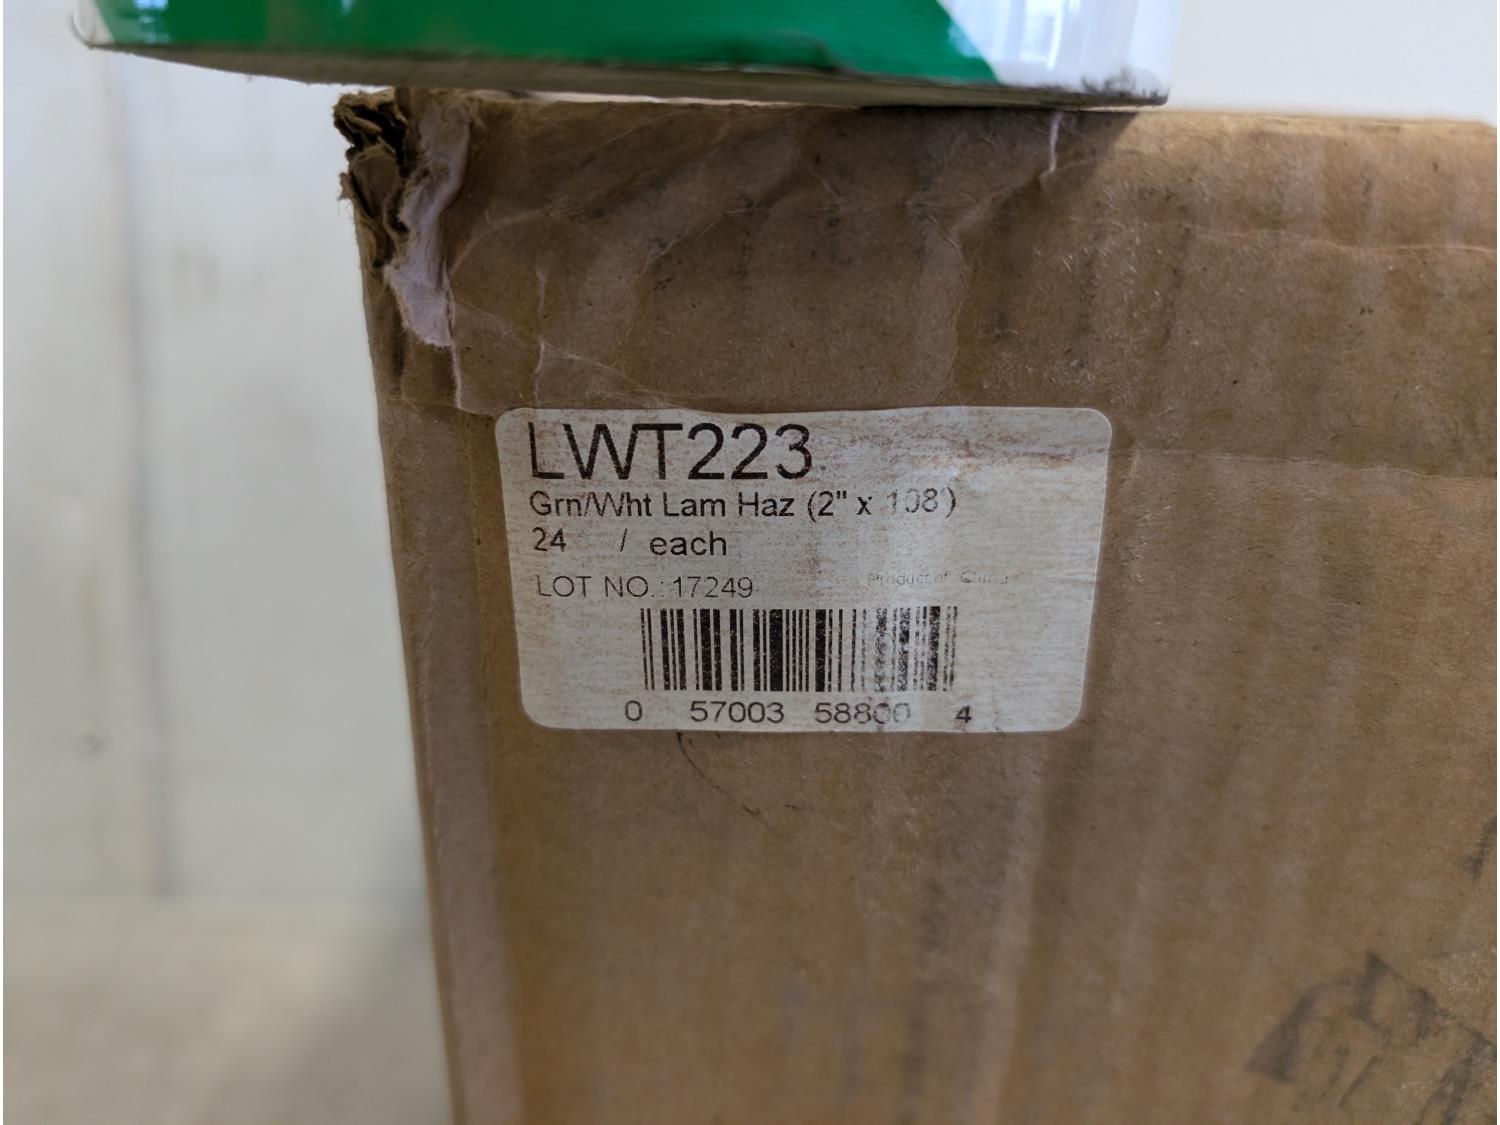 LWT223
Grn/Wht Lam Haz (2" x 108')
24 / each
LOT NO.: 17249
Product of China
0 57003 58800 4